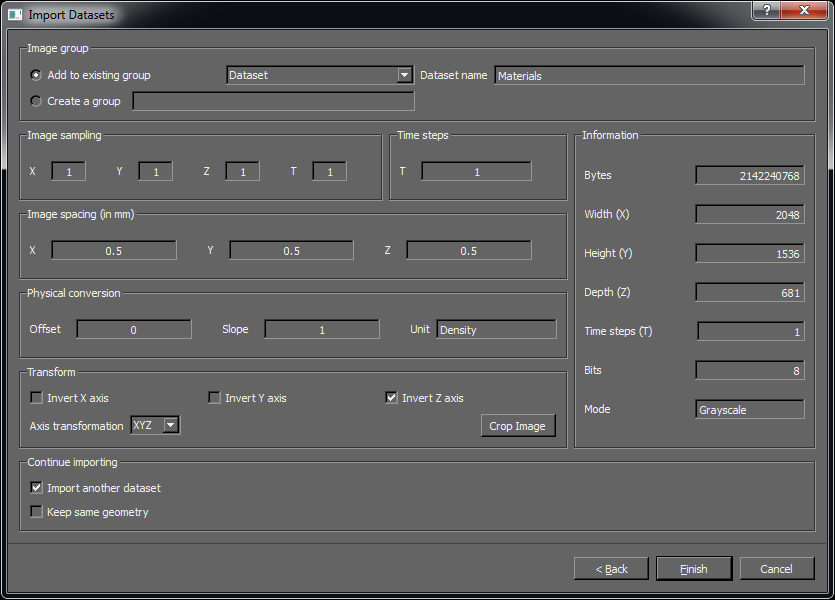 Import Datasets
?
Image group
Add to existing group Dataset Dataset name Materials
Create a group
Image sampling
X 1 Y 1 Z 1 T 1
Time steps
T 1
Information
Bytes 2142240768
Width (X) 2048
Height (Y) 1536
Depth (Z) 681
Time steps (T) 1
Bits 8
Mode Grayscale
Image spacing (in mm)
X 0.5 Y 0.5 Z 0.5
Physical conversion
Offset 0 Slope 1 Unit Density
Transform
Invert X axis Invert Y axis Invert Z axis
Axis transformation XYZ Crop Image
Continue importing
Import another dataset
Keep same geometry
< Back Finish Cancel